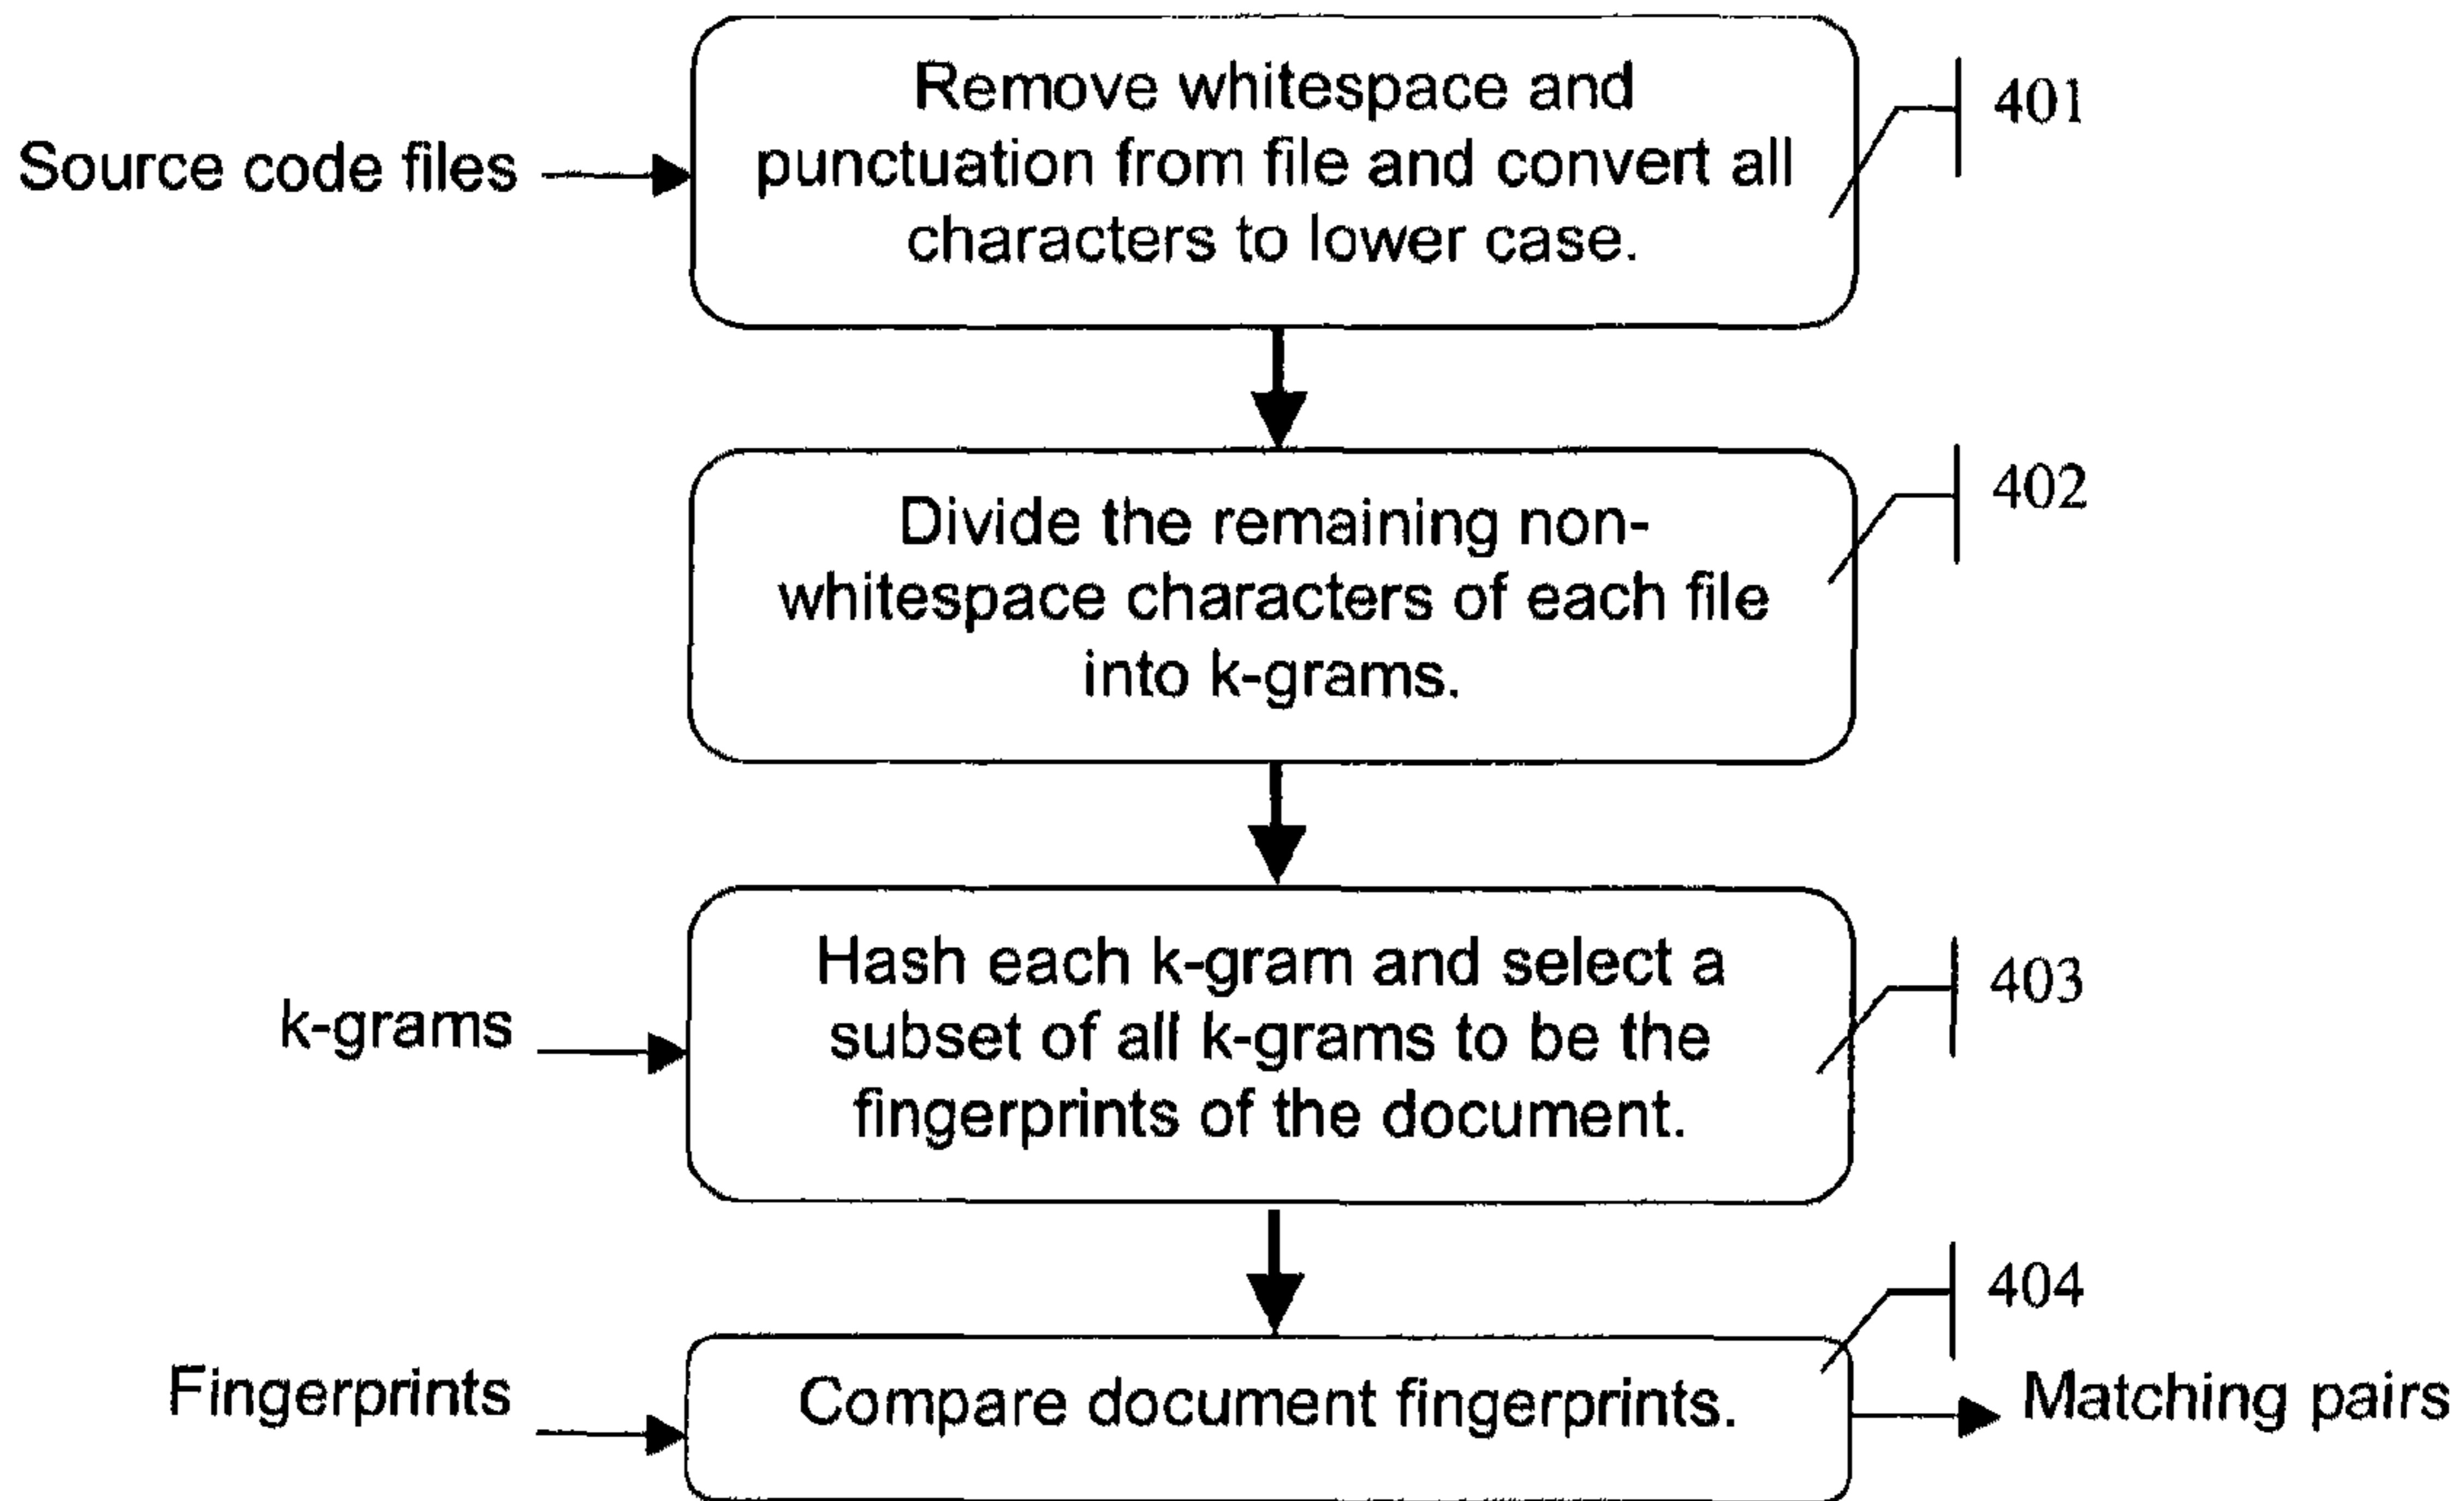 Source code files
Remove whitespace and
punctuation from file and convert all
characters to lower case.
401
Divide the remaining non-
whitespace characters of each file
into k-grams.
402
k-grams
Hash each k-gram and select a
subset of all k-grams to be the
fingerprints of the document.
403
Fingerprints
Compare document fingerprints.
404
Matching pairs